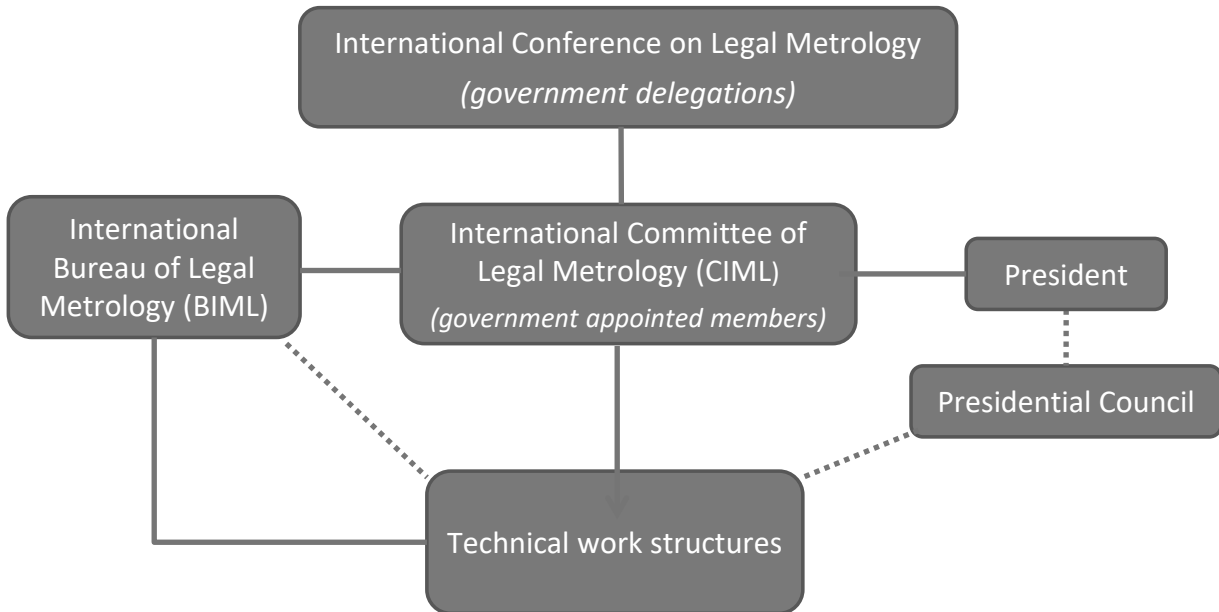 International Conference on Legal Metrology
(government delegations)
International
Bureau of Legal
Metrology (BIML)
International Committee of
Legal Metrology (CIML)
(government appointed members)
President
Presidential Council
Technical work structures